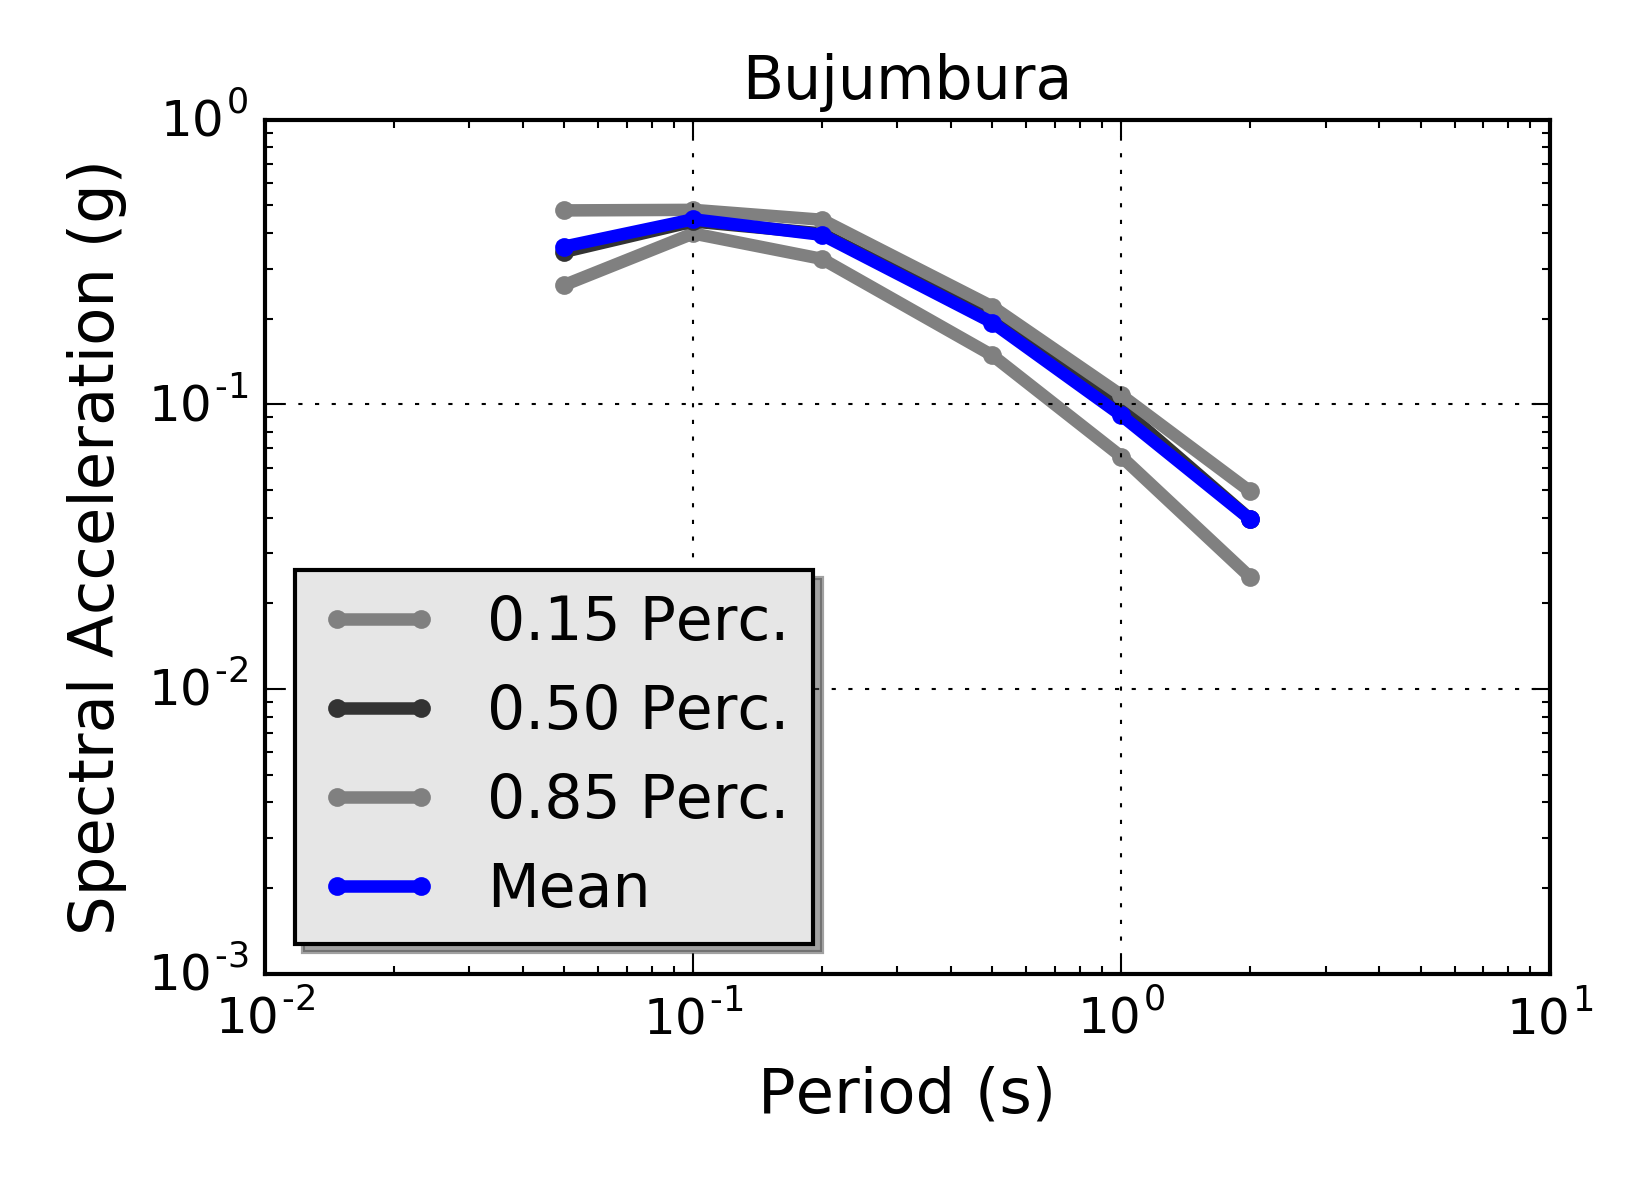 Bujumbura
10^0
10^-1
10^-2
10^-3
Spectral Acceleration (g)
0.15 Perc.
0.50 Perc.
0.85 Perc.
Mean
10^-2
10^-1
10^0
10^1
Period (s)